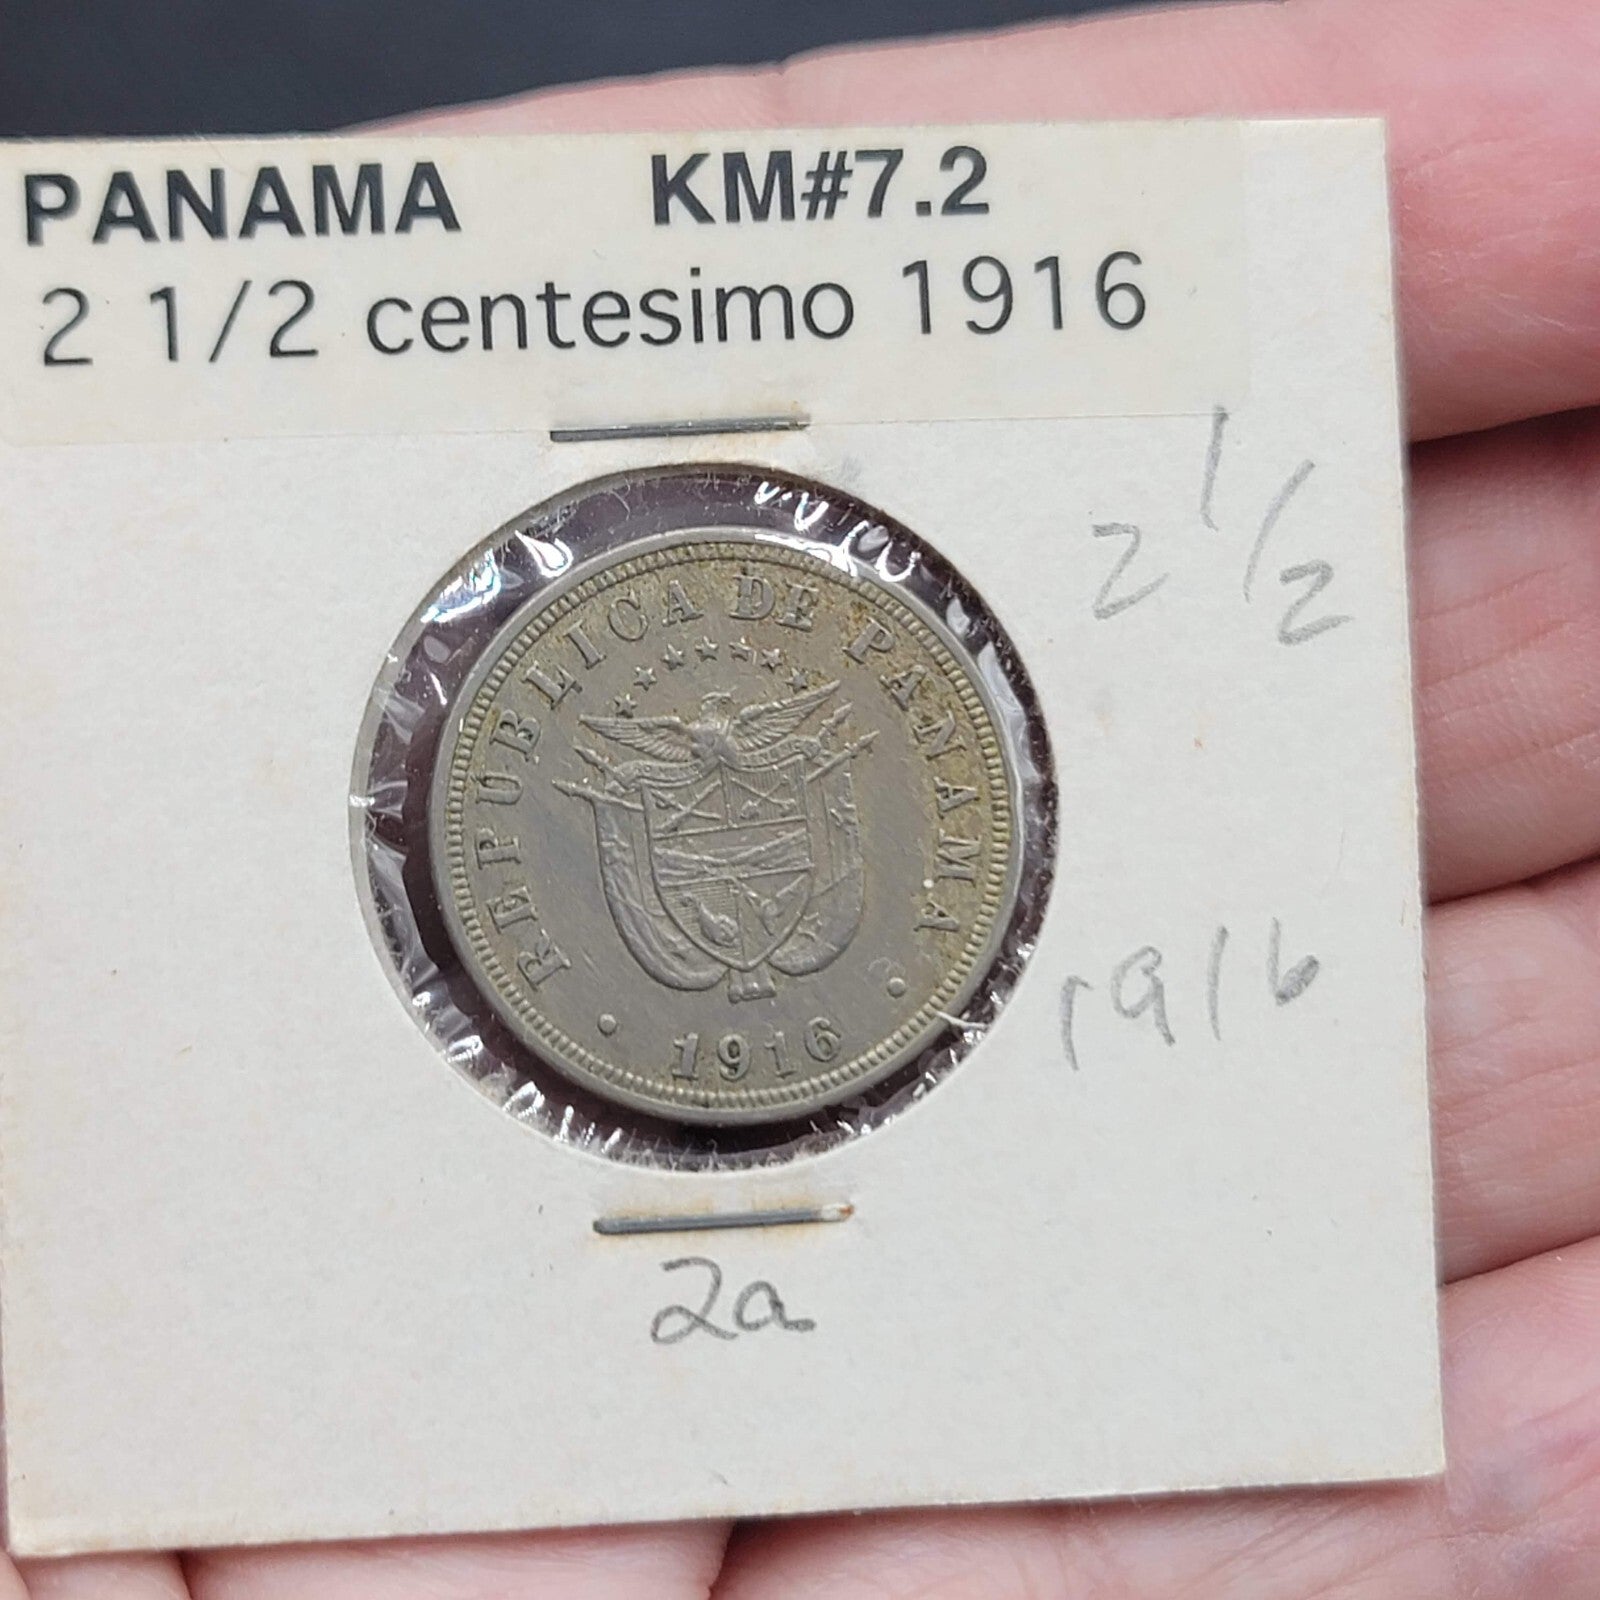 PANAMA KM#7.2
2 1/2 centesimo 1916
2 1/2
REPUBLICA DE PANAMA
1916
• 1916 •
2a